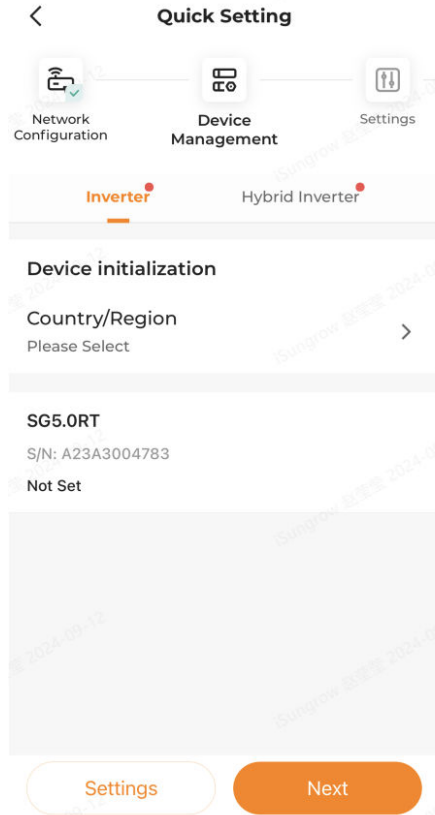 Quick Setting
Network
Configuration
Device
Management
Settings
Inverter
Hybrid Inverter
Device initialization
Country/Region
Please Select
SG5.0RT
S/N: A23A3004783
Not Set
Settings
Next